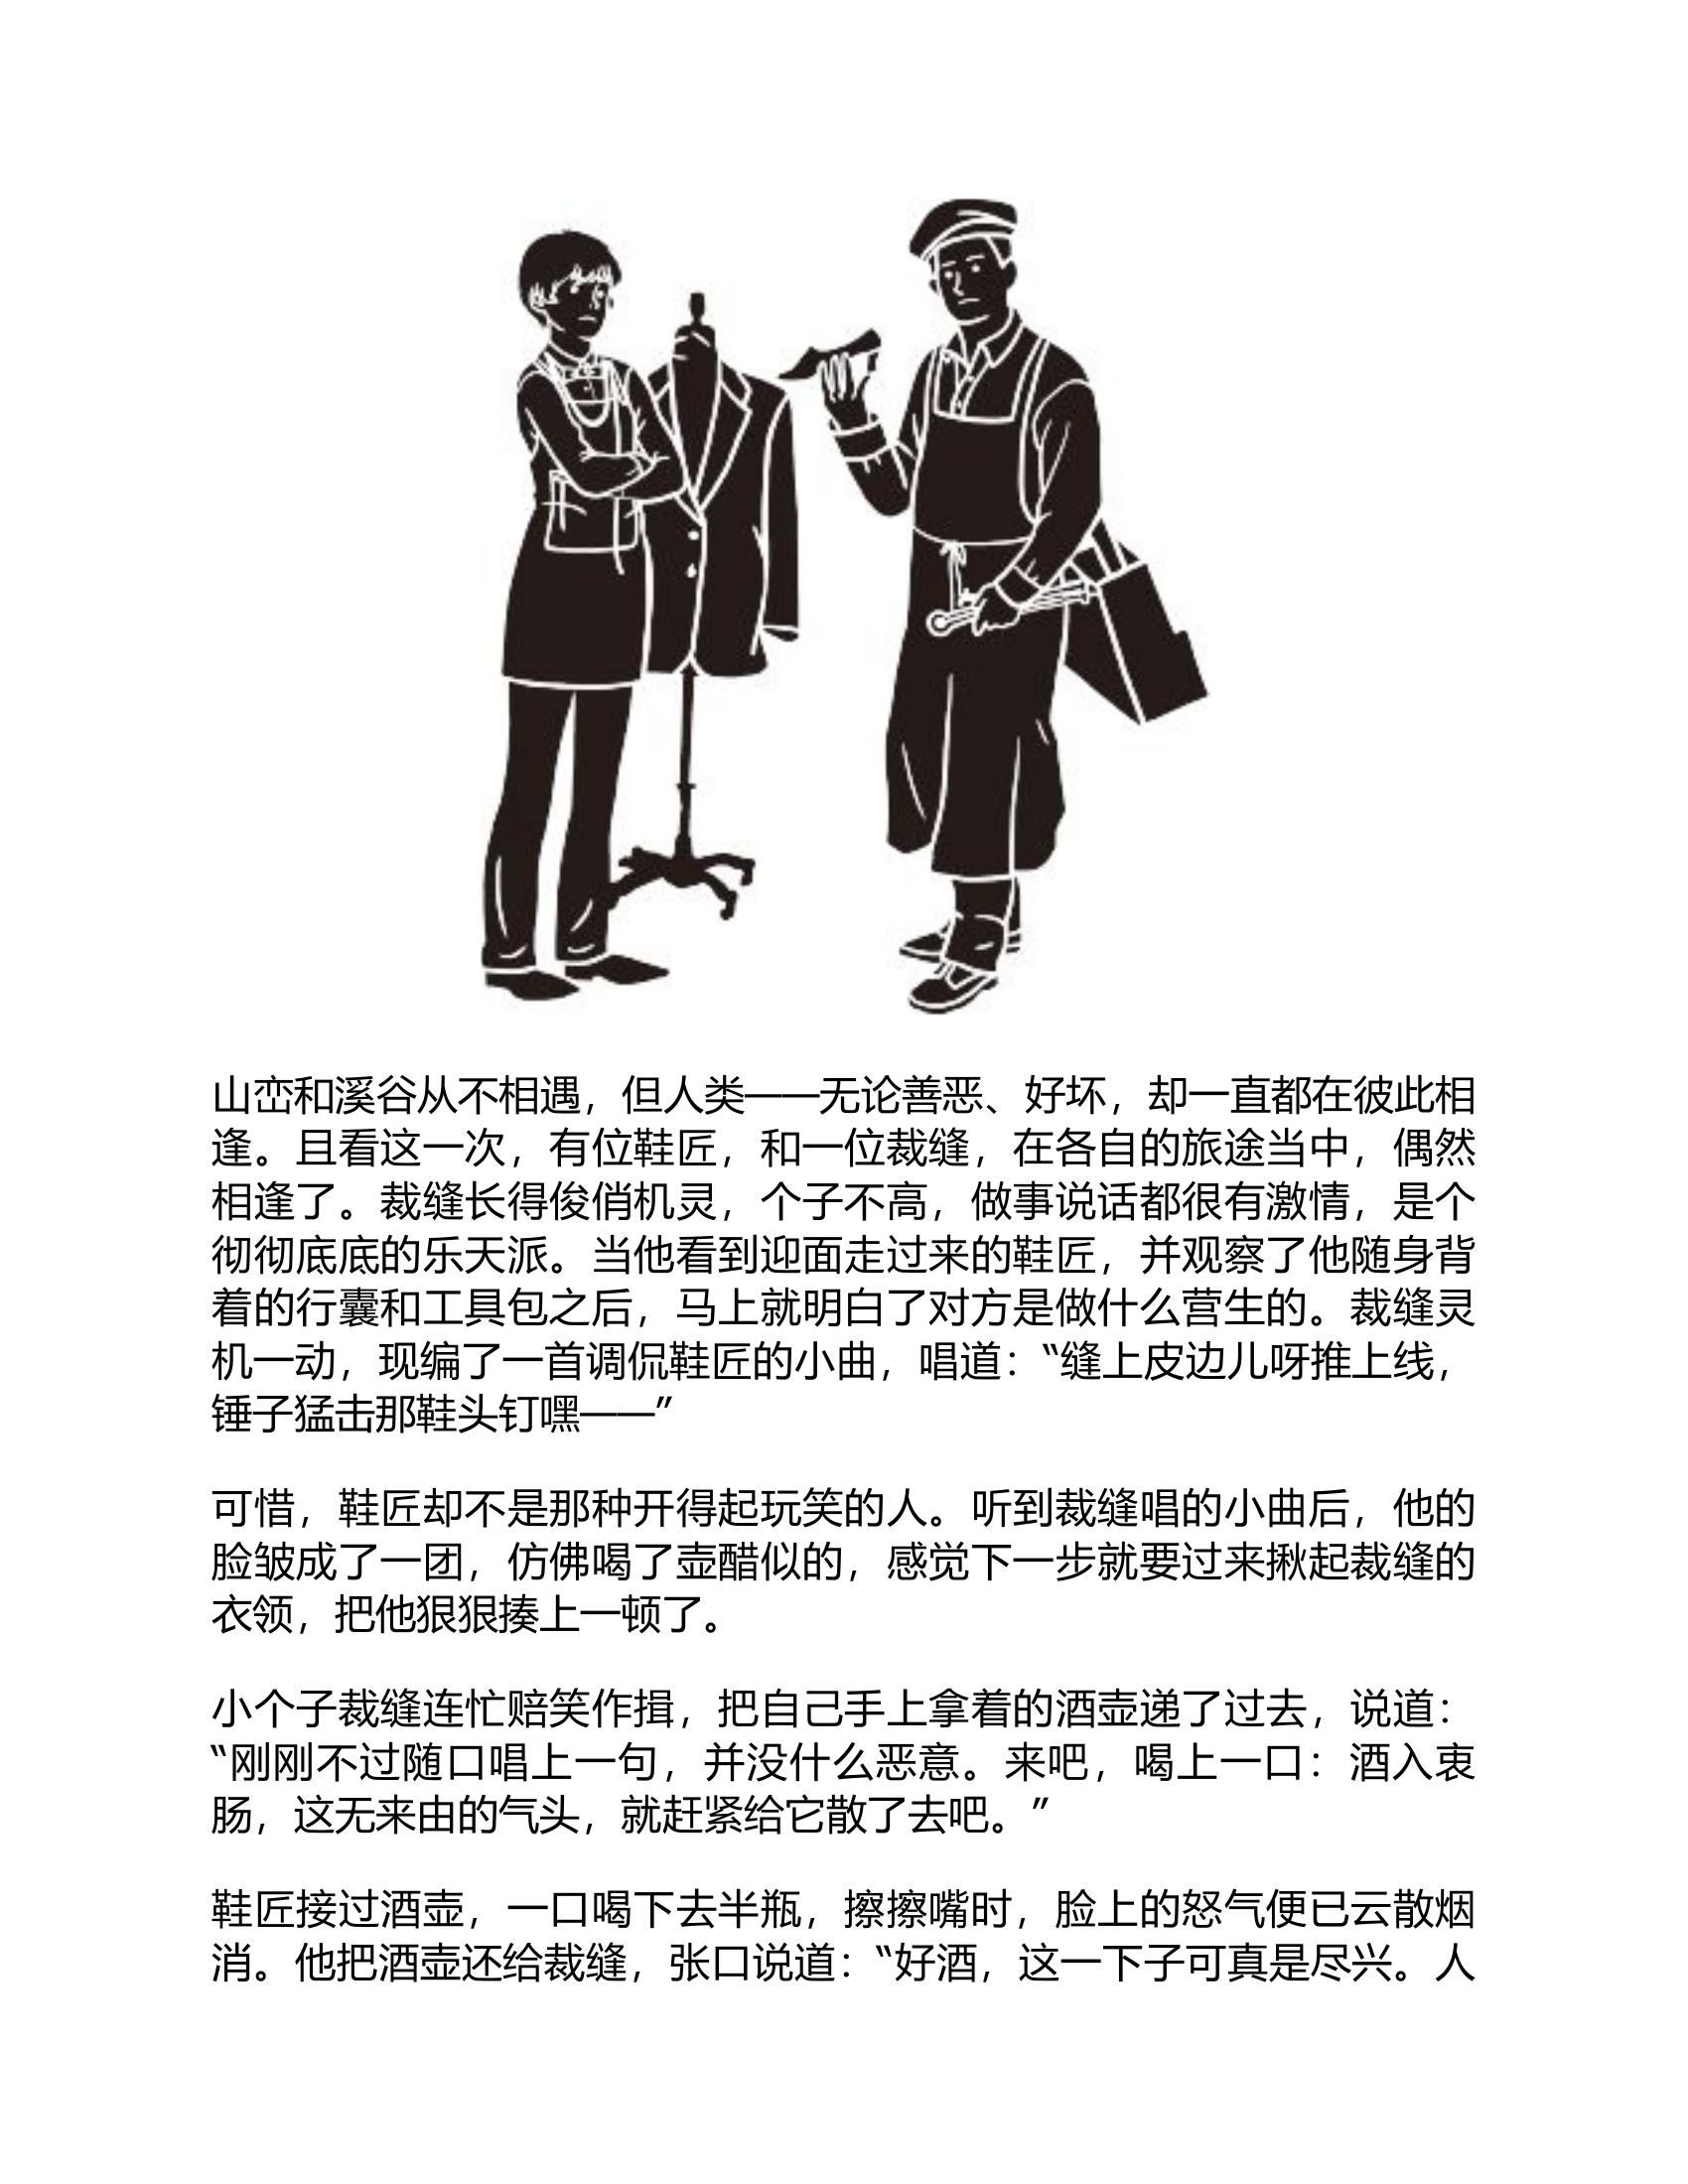 山峦和溪谷从不相遇，但人类——无论善恶、好坏，却一直都在彼此相
逢。且看这一次，有位鞋匠，和一位裁缝，在各自的旅途当中，偶然
相逢了。裁缝长得俊俏机灵，个子不高，做事说话都很有激情，是个
彻彻底底的乐天派。当他看到迎面走过来的鞋匠，并观察了他随身背
着的行囊和工具包之后，马上就明白了对方是做什么营生的。裁缝灵
机一动，现编了一首调侃鞋匠的小曲，唱道：“缝上皮边儿呀推上线，
锤子猛击那鞋头钉嘿——”
可惜，鞋匠却不是那种开得起玩笑的人。听到裁缝唱的小曲后，他的
脸皱成了一团，仿佛喝了壶醋似的，感觉下一步就要过来揪起裁缝的
衣领，把他狠狠揍上一顿了。
小个子裁缝连忙赔笑作揖，把自己手上拿着的酒壶递了过去，说道：
“刚刚不过随口唱上一句，并没什么恶意。来吧，喝上一口：酒入衷
肠，这无来由的气头，就赶紧给它散了去吧。”
鞋匠接过酒壶，一口喝下去半瓶，擦擦嘴时，脸上的怒气便已云散烟
消。他把酒壶还给裁缝，张口说道：“好酒，这一下子可真是尽兴。人